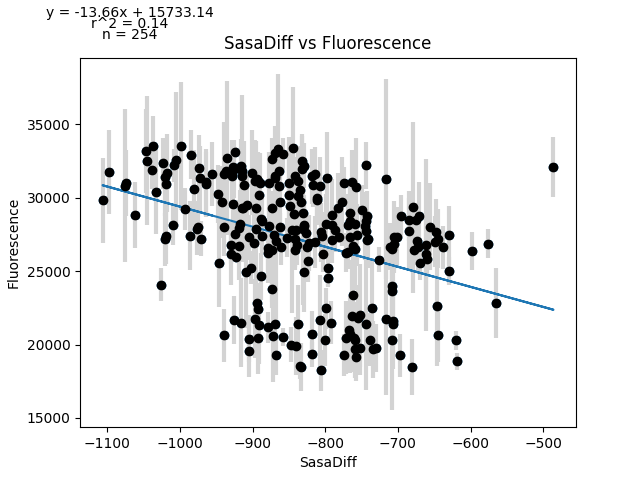 y = -13.66x + 15733.14
r^2 = 0.14
n = 254
SasaDiff vs Fluorescence
Fluorescence
35000
30000
25000
20000
15000
−1100 −1000 −900 −800 −700 −600 −500
SasaDiff